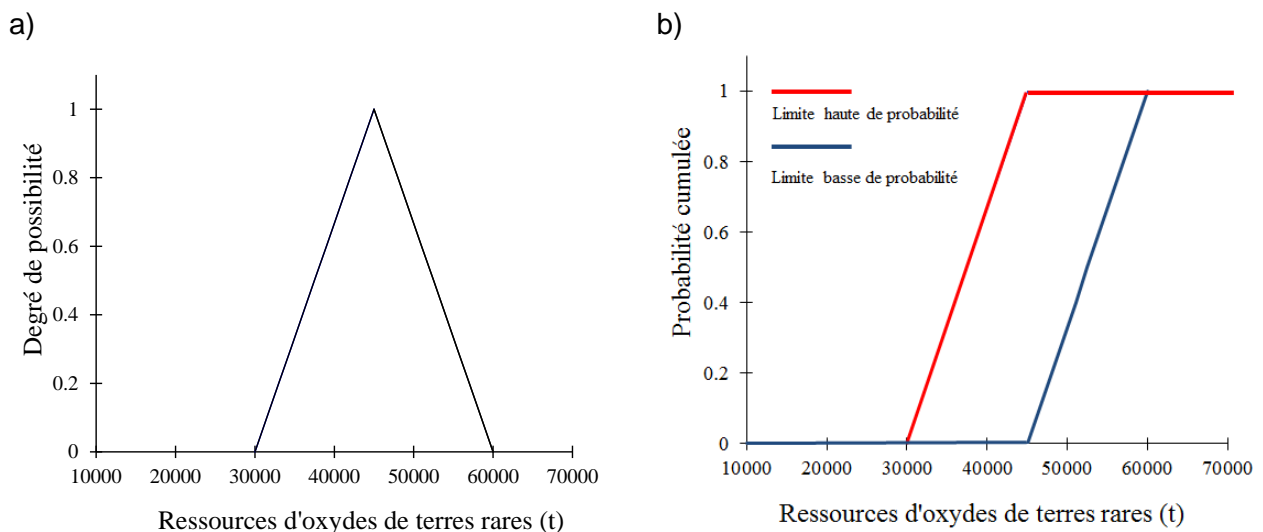 a)
Degré de possibilité
1
0.8
0.6
0.4
0.2
0
10000 20000 30000 40000 50000 60000 70000
Ressources d'oxydes de terres rares (t)
b)
Probabilité cumulée
1
0.8
0.6
0.4
0.2
0
Limite haute de probabilité
Limite basse de probabilité
10000 20000 30000 40000 50000 60000 70000
Ressources d'oxydes de terres rares (t)